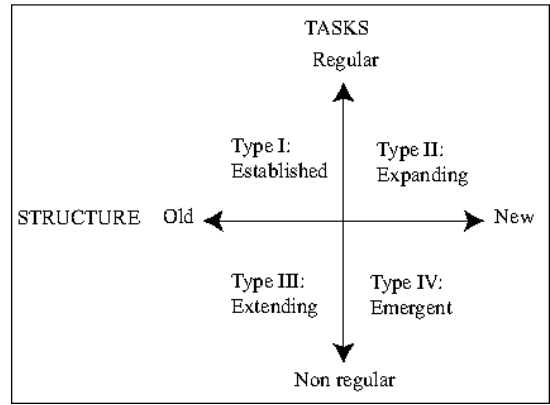 TASKS
Regular
Type I:
Established
Type II:
Expanding
STRUCTURE Old
New
Type III:
Extending
Type IV:
Emergent
Non regular